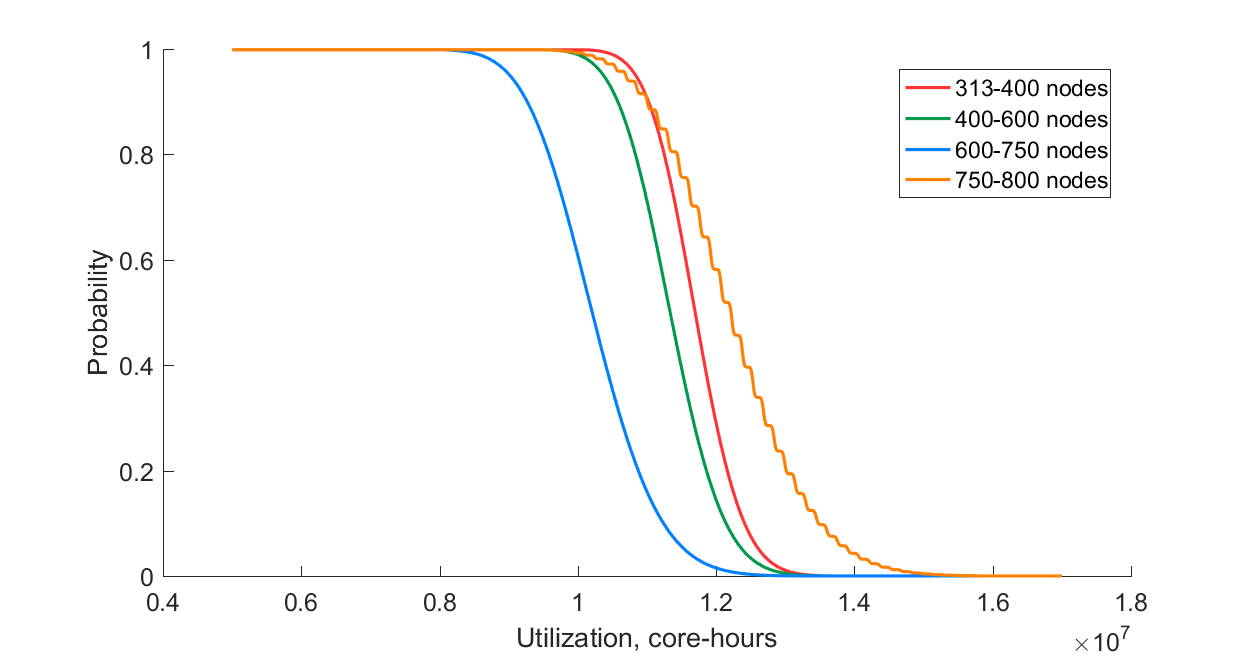 313-400 nodes
400-600 nodes
600-750 nodes
750-800 nodes
Probability
1
0.8
0.6
0.4
0.2
0
0.4
0.6
0.8
1
1.2
1.4
1.6
1.8
Utilization, core-hours
×10⁷